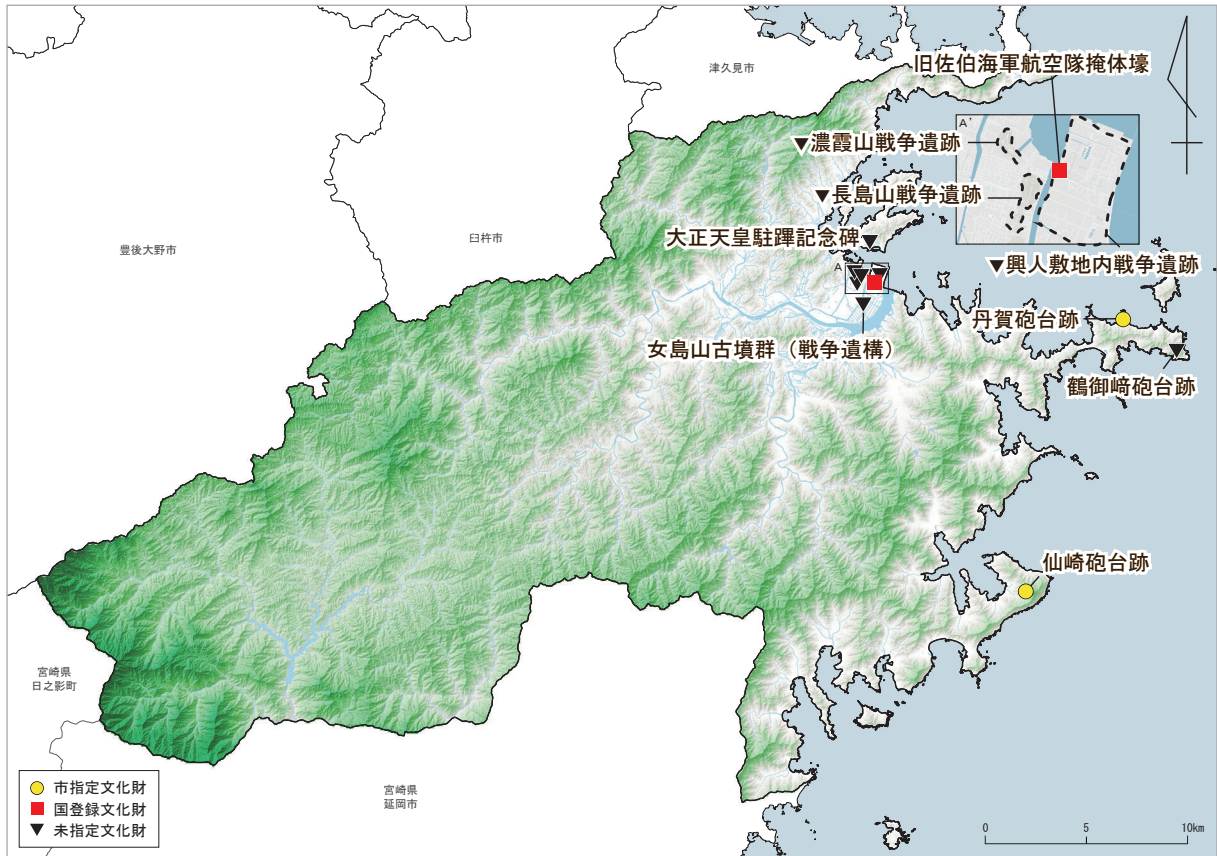 津久見市
旧佐伯海軍航空隊掩体壕
A'
▼濃霞山戦争遺跡
▼長島山戦争遺跡
大正天皇駐蹕記念碑
臼杵市
豊後大野市
A
▼興人敷地内戦争遺跡
丹賀砲台跡
女島山古墳群（戦争遺構）
鶴御﨑砲台跡
仙崎砲台跡
宮崎県
日之影町
宮崎県
延岡市
市指定文化財
国登録文化財
未指定文化財
0 5 10km